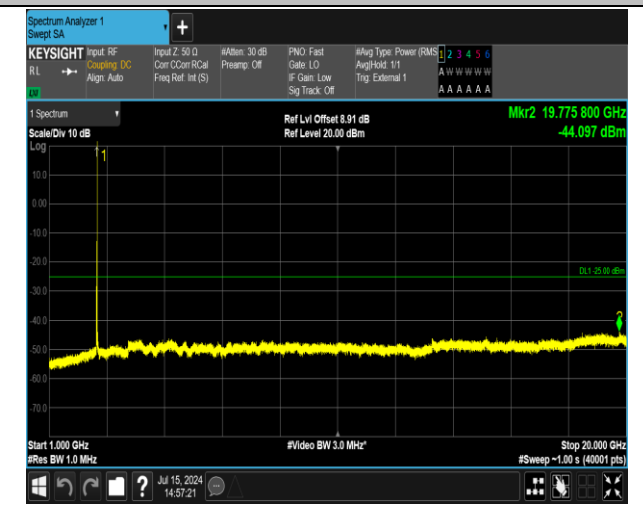 Spectrum Analyzer 1
Swept SA
+
KEYSIGHT Input: RF Input Z: 50 Ω #Atten: 30 dB PNO: Fast #Avg Type: Power (RMS 1 2 3 4 5 6
RL Coupling: DC Corr CCorr RCal Preamp: Off Gate: LO Avg|Hold: 1/1 A W W W W W
Align: Auto Freq Ref: Int (S) IF Gain: Low Trig: External 1 A A A A A A
Sig Track: Off
1 Spectrum Ref Lvl Offset 8.91 dB Mkr2 19.775 800 GHz
Scale/Div 10 dB Ref Level 20.00 dBm -44.097 dBm
Log
1
10.0
0.00
-10.0
-20.0
DL1 -25.00 dBm
-30.0
-40.0
2
-50.0
-60.0
-70.0
Start 1.000 GHz #Video BW 3.0 MHz* Stop 20.000 GHz
#Res BW 1.0 MHz #Sweep ~1.00 s (40001 pts)
? Jul 15, 2024
14:57:21